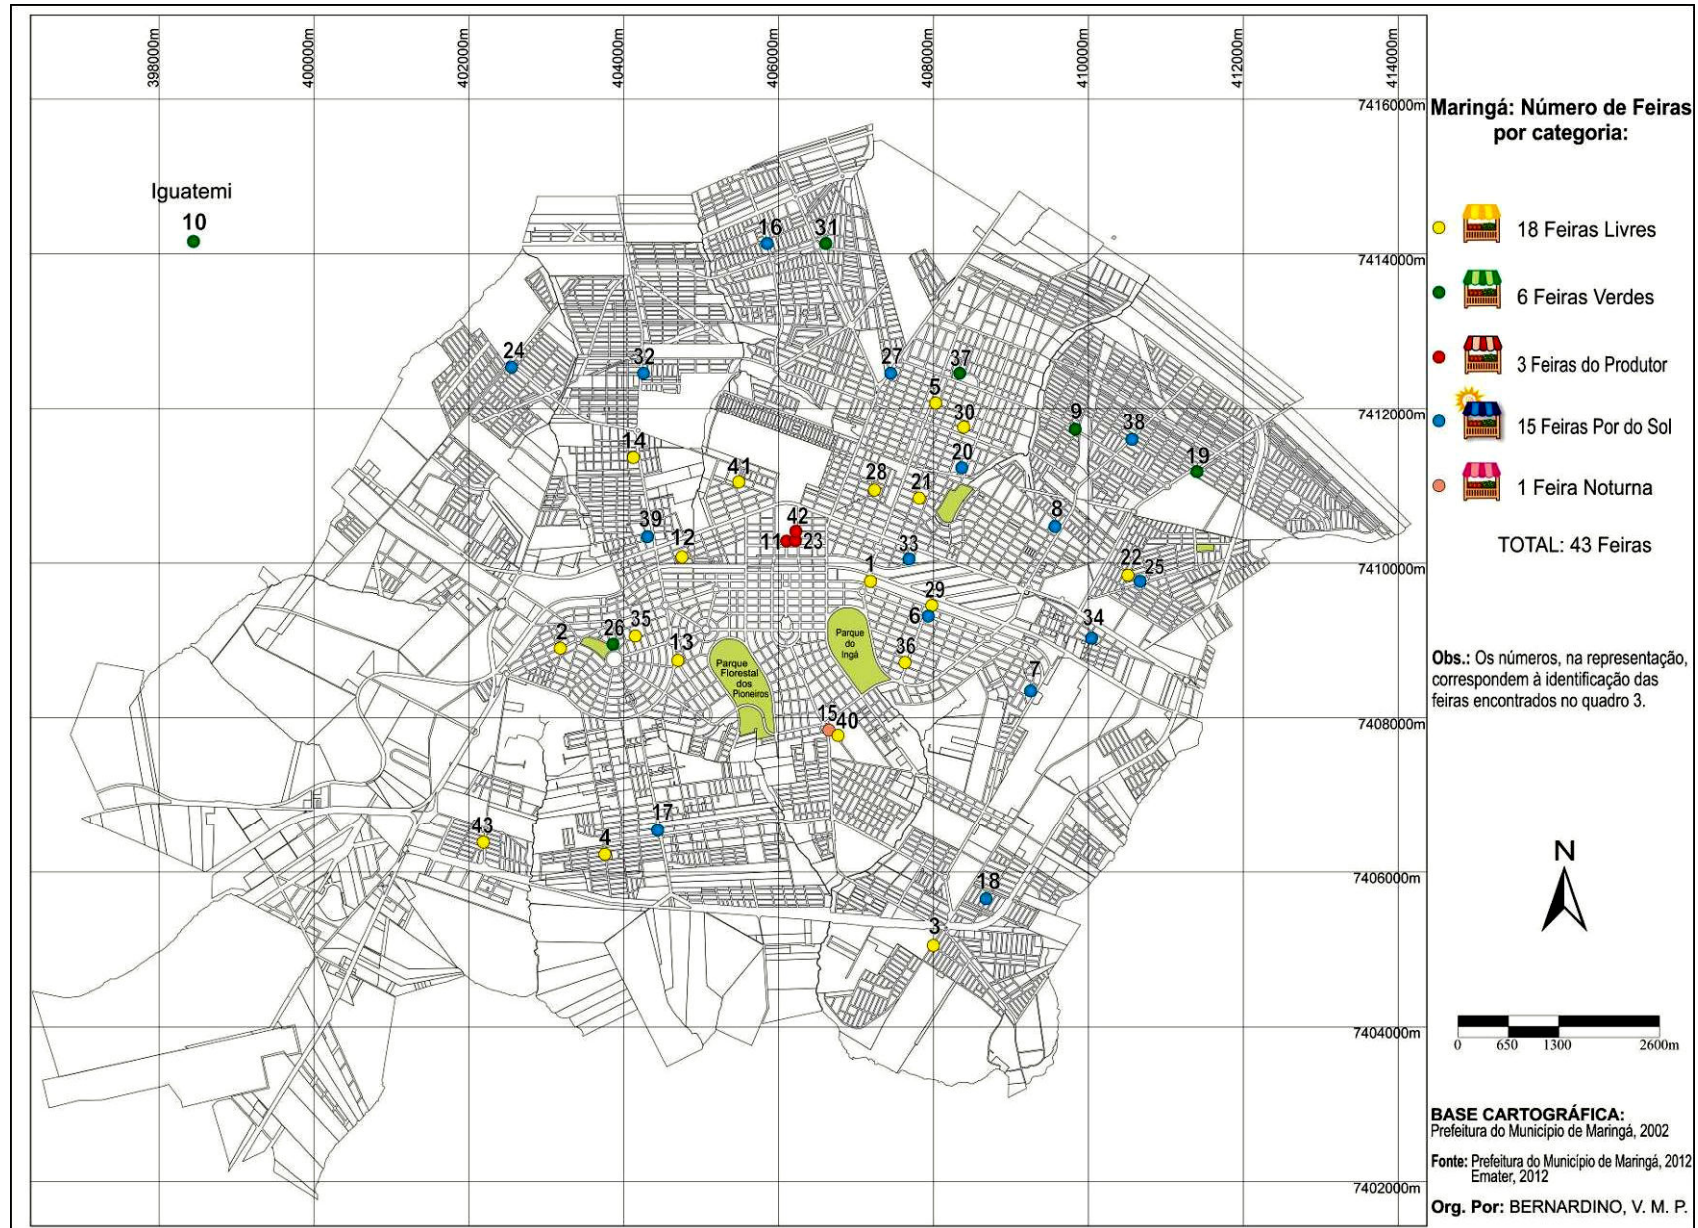 398000m
400000m
402000m
404000m
406000m
408000m
410000m
412000m
414000m
7416000m
Maringá: Número de Feiras
por categoria:
Iguatemi
10
16
31
18 Feiras Livres
7414000m
6 Feiras Verdes
24
32
27
37
3 Feiras do Produtor
5
30
7412000m
9
38
15 Feiras Por do Sol
14
41
20
19
28
21
1 Feira Noturna
39
12
42
11
23
33
8
TOTAL: 43 Feiras
7410000m
1
22
25
29
6
34
2
26
35
13
36
Parque
do
Ingá
Parque
Florestal
dos
Pioneiros
7
Obs.: Os números, na representação,
correspondem à identificação das
feiras encontrados no quadro 3.
15
40
7408000m
43
4
17
N
7406000m
18
3
7404000m
0 650 1300 2600m
BASE CARTOGRÁFICA:
Prefeitura do Município de Maringá, 2002
Fonte: Prefeitura do Município de Maringá, 2012
Emater, 2012
7402000m
Org. Por: BERNARDINO, V. M. P.